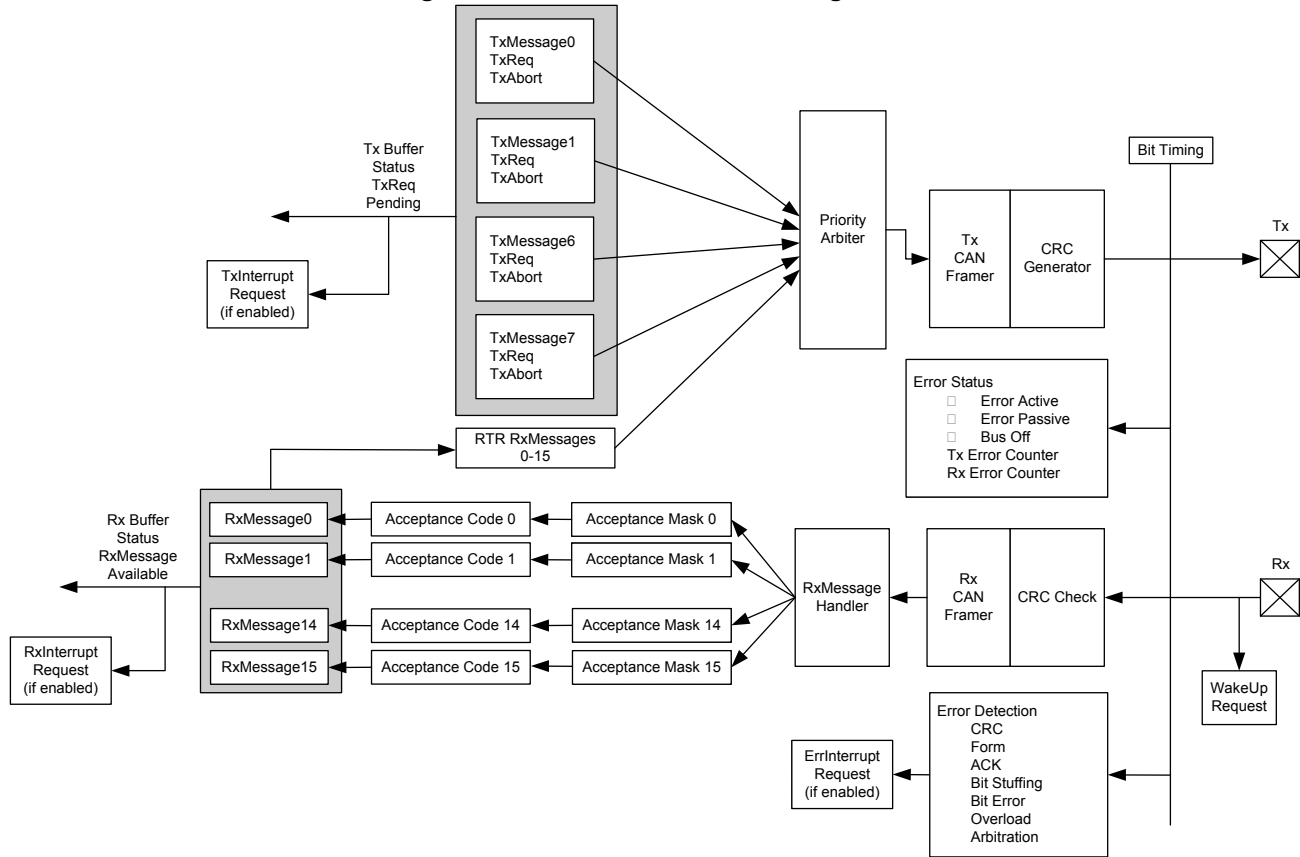 TxMessage0
TxReq
TxAbort
TxMessage1
TxReq
TxAbort
TxMessage6
TxReq
TxAbort
TxMessage7
TxReq
TxAbort
Tx Buffer
Status
TxReq
Pending
TxInterrupt
Request
(if enabled)
Priority
Arbiter
Tx
CAN
Framer
CRC
Generator
Bit Timing
Tx
Error Status
Error Active
Error Passive
Bus Off
Tx Error Counter
Rx Error Counter
RTR RxMessages
0-15
Rx Buffer
Status
RxMessage
Available
RxInterrupt
Request
(if enabled)
RxMessage0
Acceptance Code 0
Acceptance Mask 0
RxMessage1
Acceptance Code 1
Acceptance Mask 1
RxMessage14
Acceptance Code 14
Acceptance Mask 14
RxMessage15
Acceptance Code 15
Acceptance Mask 15
RxMessage
Handler
Rx
CAN
Framer
CRC Check
Rx
WakeUp
Request
ErrInterrupt
Request
(if enabled)
Error Detection
CRC
Form
ACK
Bit Stuffing
Bit Error
Overload
Arbitration